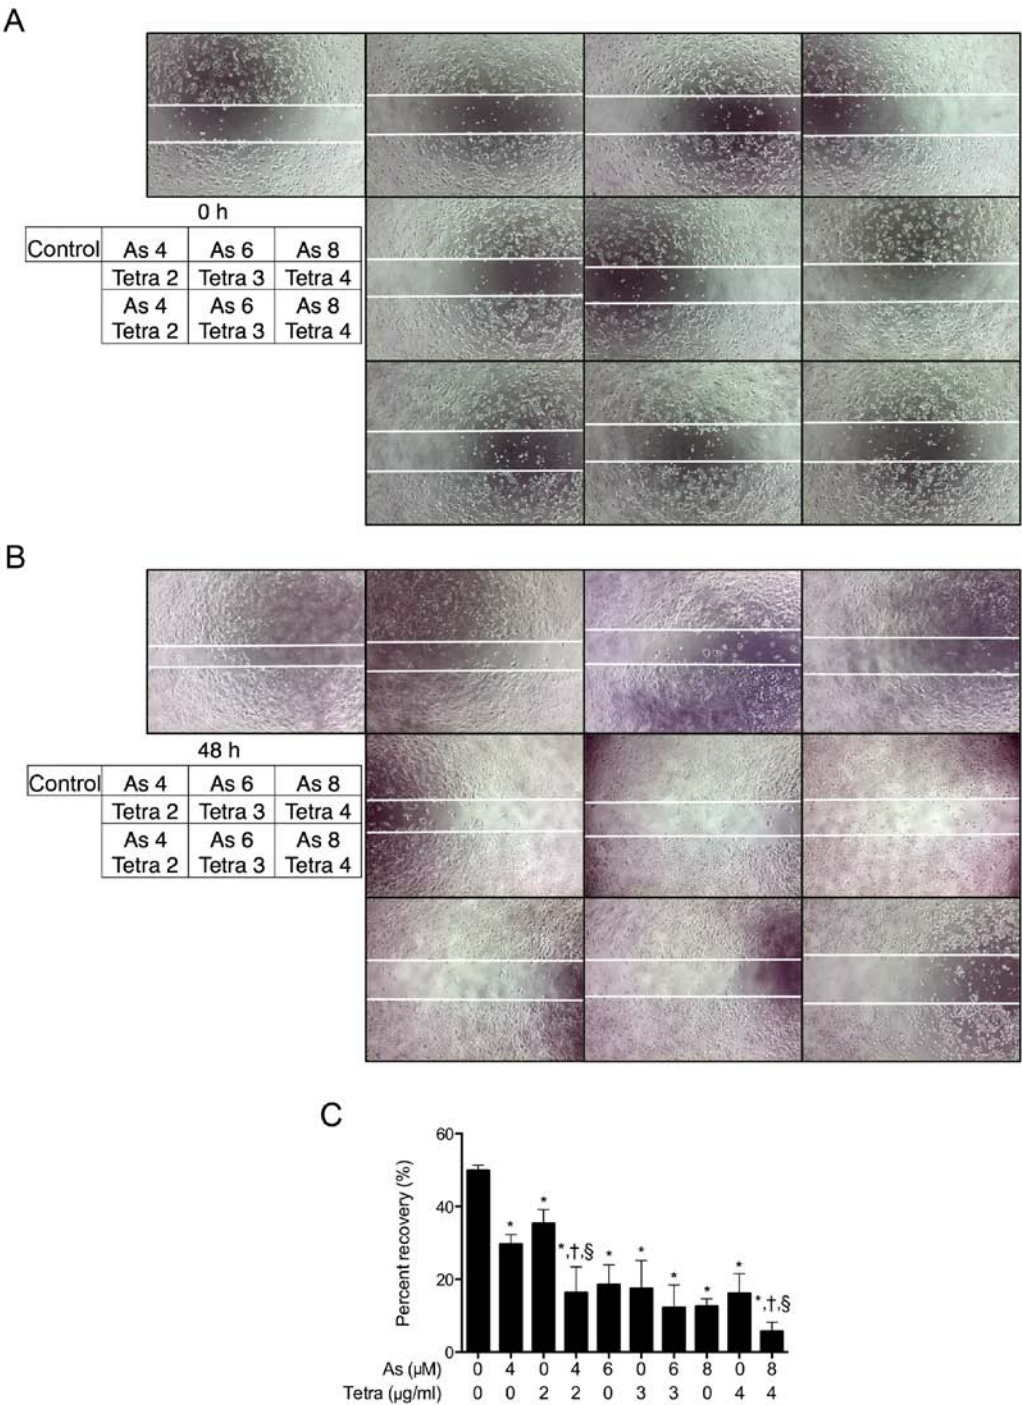 A
0 h
Control As 4 As 6 As 8
Tetra 2 Tetra 3 Tetra 4
As 4 As 6 As 8
Tetra 2 Tetra 3 Tetra 4
B
48 h
Control As 4 As 6 As 8
Tetra 2 Tetra 3 Tetra 4
As 4 As 6 As 8
Tetra 2 Tetra 3 Tetra 4
C
Percent recovery (%)
60
40
20
0
*
*
*,†,§
*
*
*
*
*
*,†,§
As (µM) 0 4 0 4 6 0 6 8 0 8
Tetra (µg/ml) 0 0 2 2 0 3 3 0 4 4